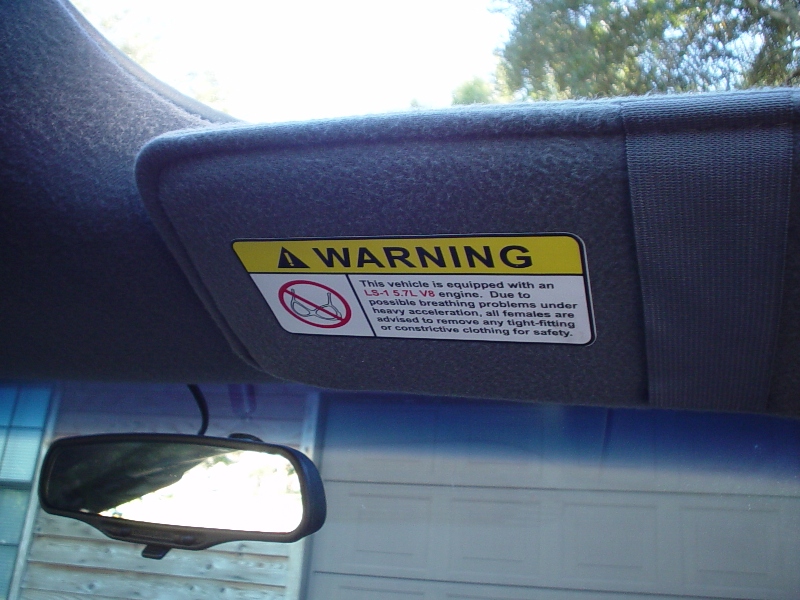 WARNING
This vehicle is equipped with an
LS-1 5.7L V8 engine. Due to
possible breathing problems under
heavy acceleration, all females are
advised to remove any tight-fitting
or constrictive clothing for safety.